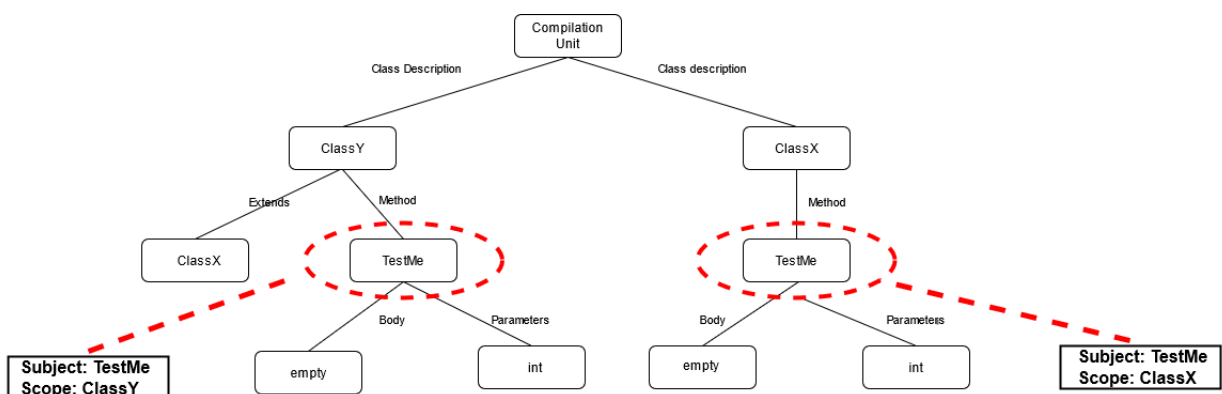 Compilation
Unit
Class Description
Class description
ClassY
ClassX
Extends
Method
Method
ClassX
TestMe
TestMe
Body
Parameters
Body
Parameters
Subject: TestMe
Scope: ClassY
empty
int
empty
int
Subject: TestMe
Scope: ClassX